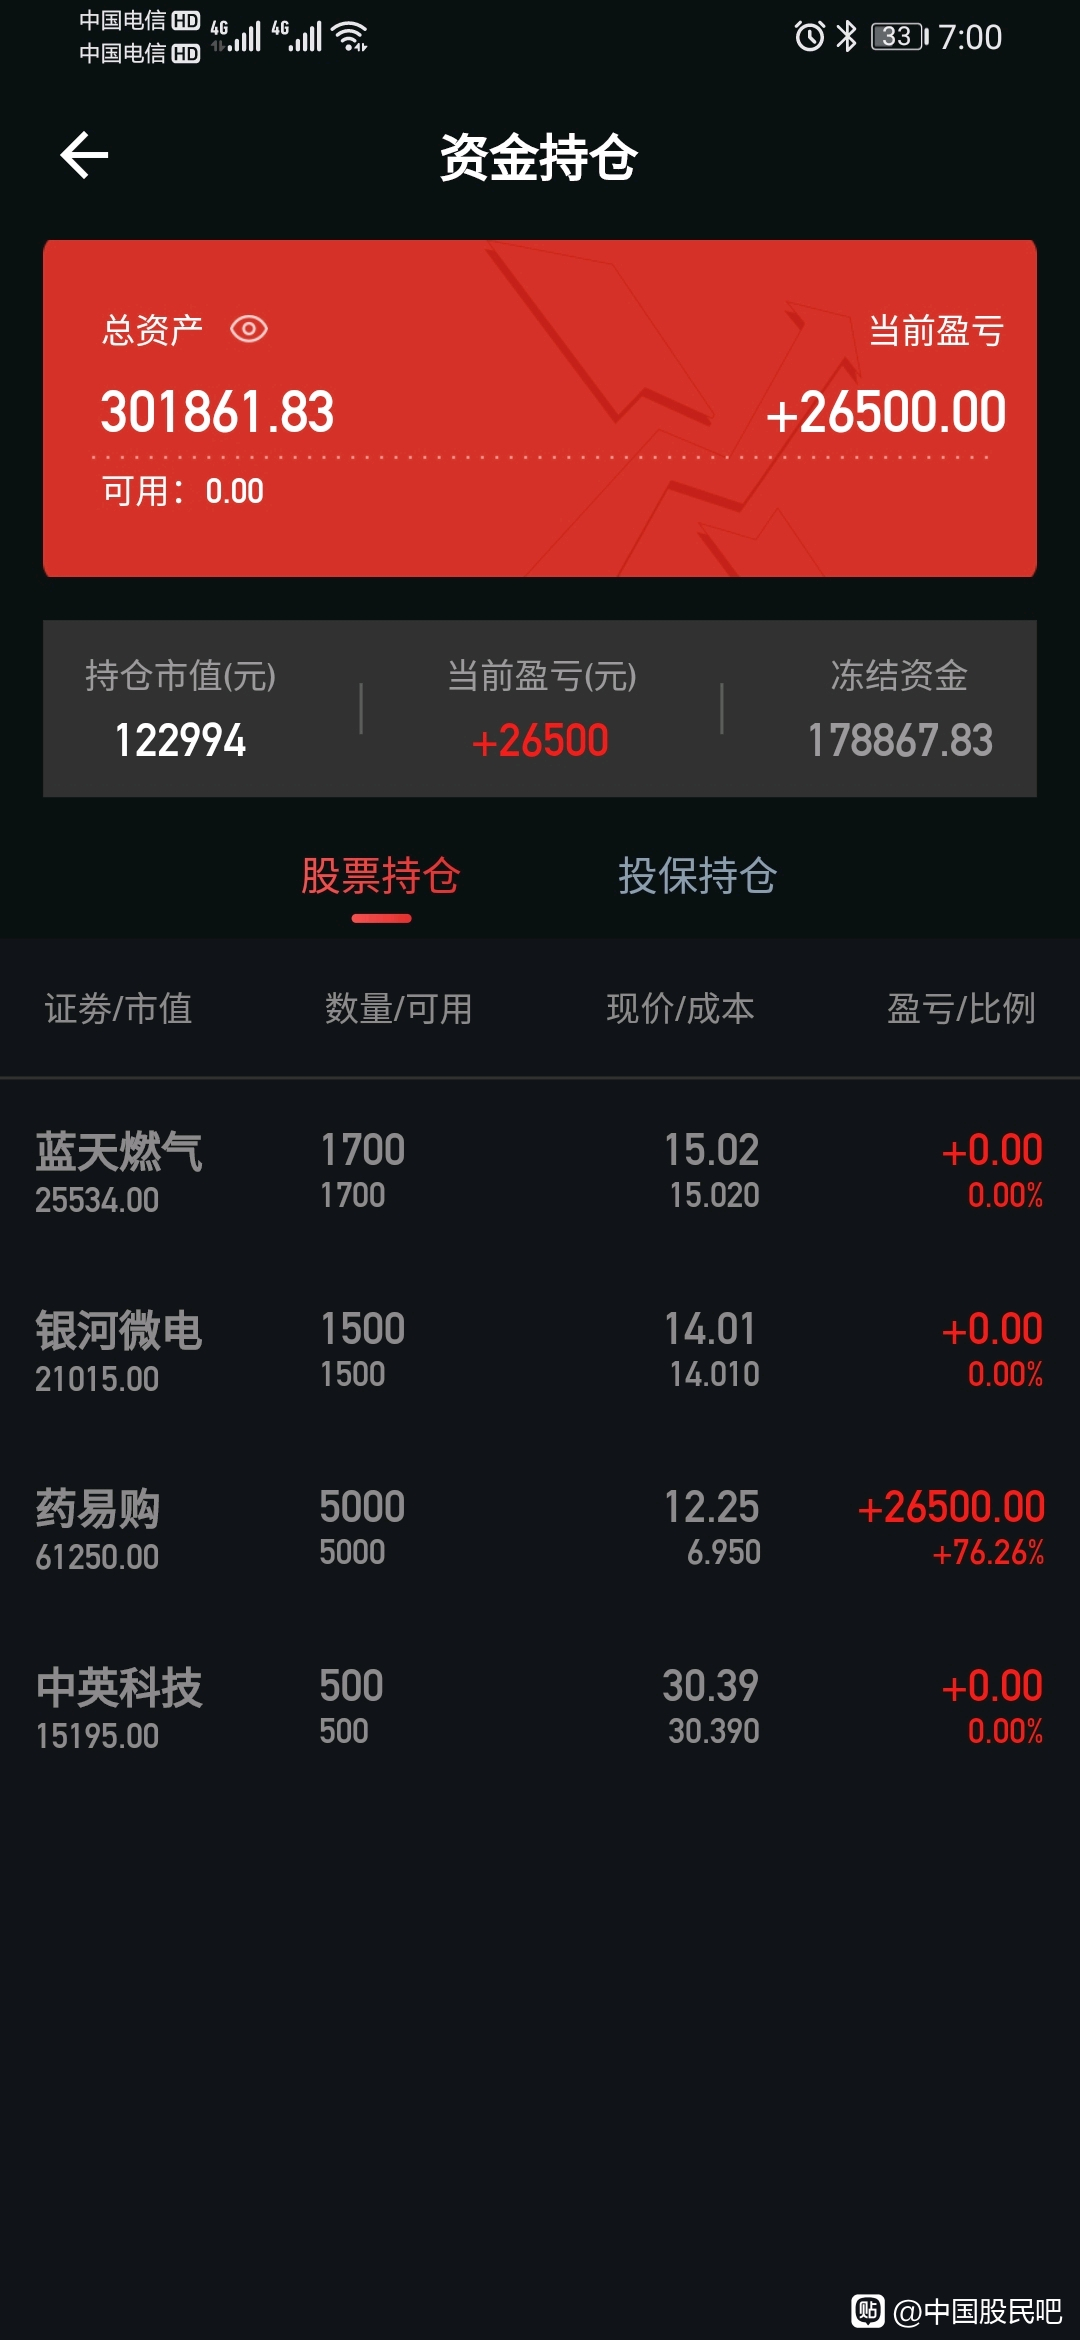 中国电信 HD 4G 4G 33 7:00
中国电信 HD
资金持仓
总资产 当前盈亏
301861.83 +26500.00
可用：0.00
持仓市值(元) 当前盈亏(元) 冻结资金
122994 +26500 178867.83
股票持仓 投保持仓
证券/市值 数量/可用 现价/成本 盈亏/比例
蓝天燃气 1700 15.02 +0.00
25534.00 1700 15.020 0.00%
银河微电 1500 14.01 +0.00
21015.00 1500 14.010 0.00%
药易购 5000 12.25 +26500.00
61250.00 5000 6.950 +76.26%
中英科技 500 30.39 +0.00
15195.00 500 30.390 0.00%
贴 @中国股民吧